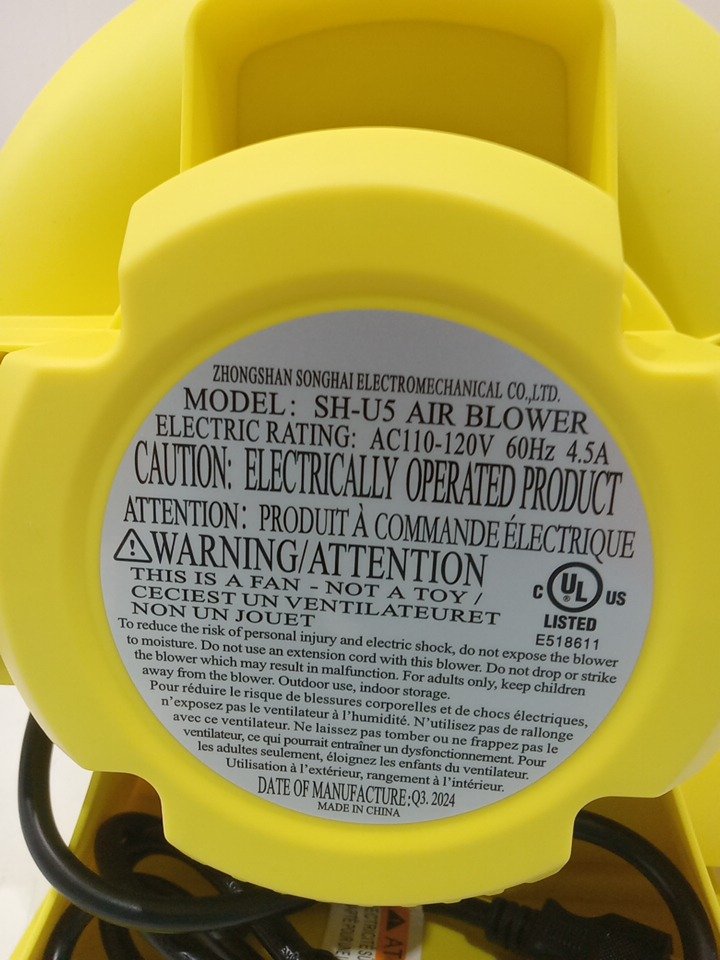 ZHONGSHAN SONGHAI ELECTROMECHANICAL CO.,LTD.
MODEL: SH-U5 AIR BLOWER
ELECTRIC RATING: AC110-120V 60Hz 4.5A
CAUTION: ELECTRICALLY OPERATED PRODUCT
ATTENTION: PRODUIT À COMMANDE ÉLECTRIQUE
WARNING/ATTENTION
THIS IS A FAN - NOT A TOY /
CECIEST UN VENTILATEURET
NON UN JOUET
C UL ® US
LISTED
E518611
To reduce the risk of personal injury and electric shock, do not expose the blower
to moisture. Do not use an extension cord with this blower. Do not drop or strike
the blower which may result in malfunction. For adults only, keep children
away from the blower. Outdoor use, indoor storage.
Pour réduire le risque de blessures corporelles et de chocs électriques,
n'exposez pas le ventilateur à l'humidité. N'utilisez pas de rallonge
avec ce ventilateur. Ne laissez pas tomber ou ne frappez pas le
ventilateur, ce qui pourrait entraîner un dysfonctionnement. Pour
les adultes seulement, éloignez les enfants du ventilateur.
Utilisation à l'extérieur, rangement à l'intérieur.
DATE OF MANUFACTURE:Q3. 2024
MADE IN CHINA